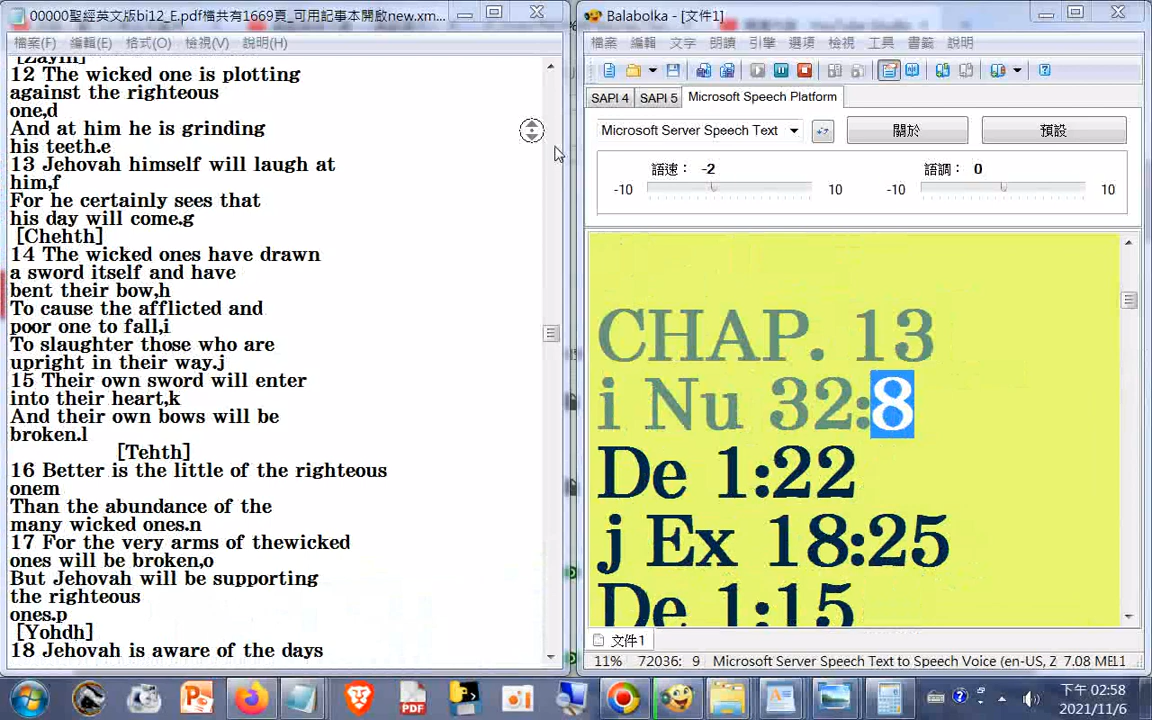 00000聖經英文版bi12_E.pdf檔共有1669頁_可用記事本開啟new.xm...
檔案(F) 編輯(E) 格式(O) 檢視(V) 說明(H)
[Zayin]
12 The wicked one is plotting
against the righteous
one,d
And at him he is grinding
his teeth.e
13 Jehovah himself will laugh at
him,f
For he certainly sees that
his day will come.g
[Chehth]
14 The wicked ones have drawn
a sword itself and have
bent their bow,h
To cause the afflicted and
poor one to fall,i
To slaughter those who are
upright in their way.j
15 Their own sword will enter
into their heart,k
And their own bows will be
broken.l
[Tehth]
16 Better is the little of the righteous
onem
Than the abundance of the
many wicked ones.n
17 For the very arms of thewicked
ones will be broken,o
But Jehovah will be supporting
the righteous
ones.p
[Yohdh]
18 Jehovah is aware of the days
Balabolka - [文件1]
檔案 編輯 文字 朗讀 引擎 選項 檢視 工具 書籤 說明
SAPI 4 SAPI 5 Microsoft Speech Platform
Microsoft Server Speech Text 關於 預設
語速： -2 語調： 0
-10 10 -10 10
CHAP. 13
i Nu 32:8
De 1:22
j Ex 18:25
De 1:15
文件1
11% 72036: 9 Microsoft Server Speech Text to Speech Voice (en-US, Z 7.08 ME11
PDF
下午 02:58
2021/11/6